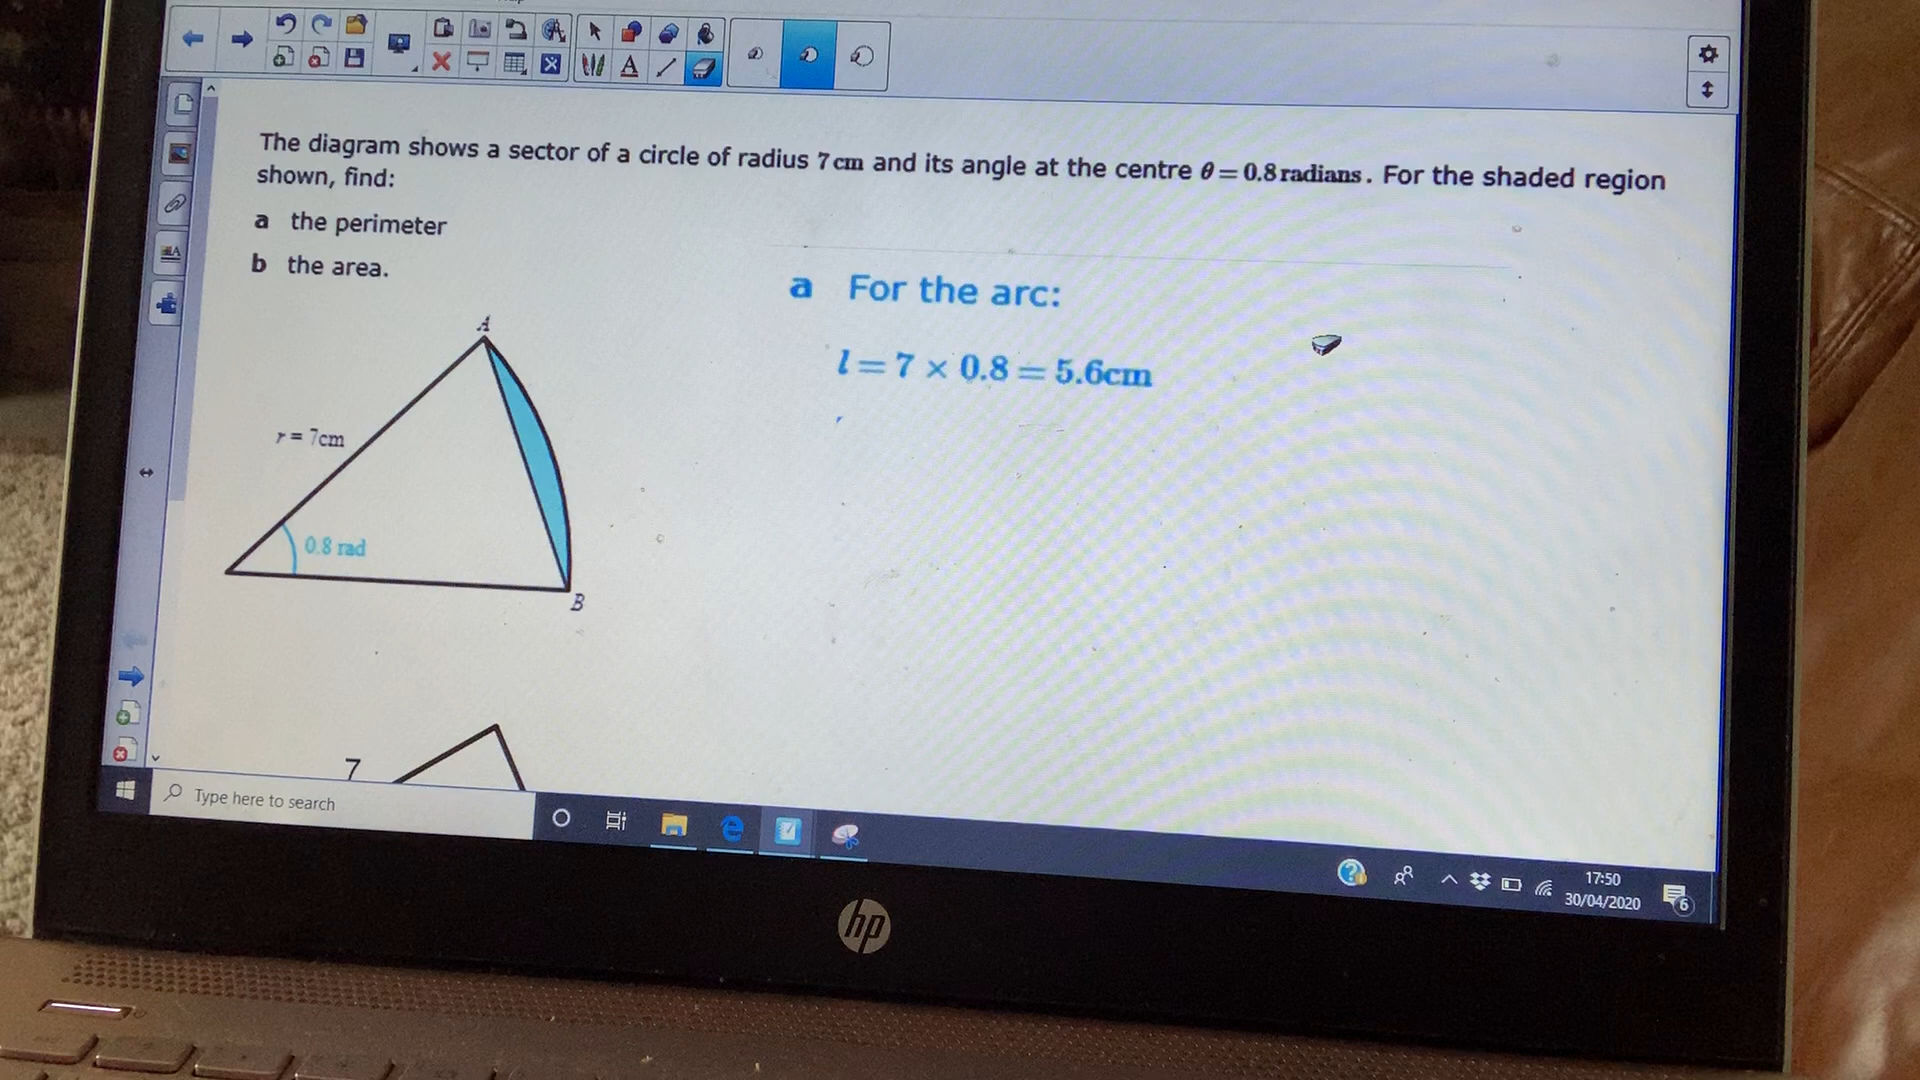 The diagram shows a sector of a circle of radius 7 cm and its angle at the centre θ = 0.8 radians. For the shaded region
shown, find:
a the perimeter
b the area.
a For the arc:
l = 7 × 0.8 = 5.6cm
A
r = 7cm
0.8 rad
B
7
Type here to search
17:50
30/04/2020
6
hp